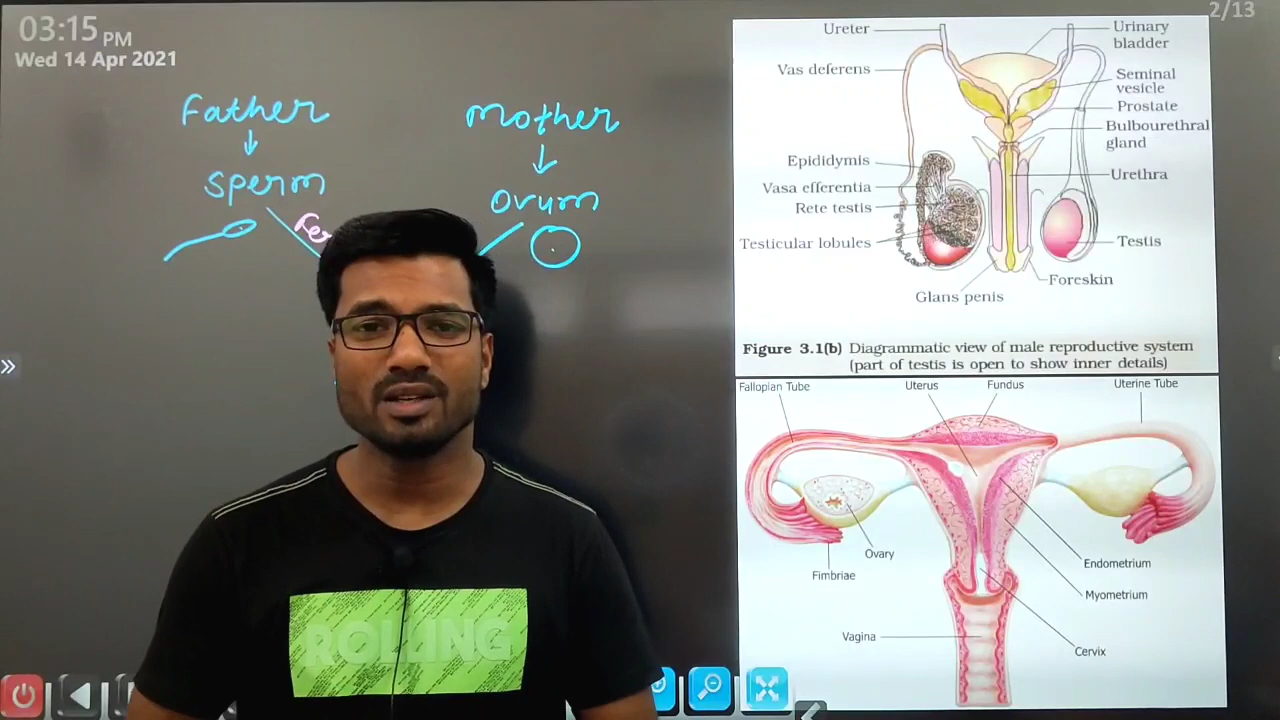 03:15 PM
Wed 14 Apr 2021
2/13
Father
Mother
Sperm
Ovum
Fer
ROLLING
Ureter
Urinary
bladder
Vas deferens
Seminal
vesicle
Prostate
Bulbourethral
gland
Epididymis
Urethra
Vasa efferentia
Rete testis
Testicular lobules
Testis
Foreskin
Glans penis
Figure 3.1(b) Diagrammatic view of male reproductive system
(part of testis is open to show inner details)
Fallopian Tube
Uterus
Fundus
Uterine Tube
Ovary
Fimbriae
Endometrium
Myometrium
Vagina
Cervix